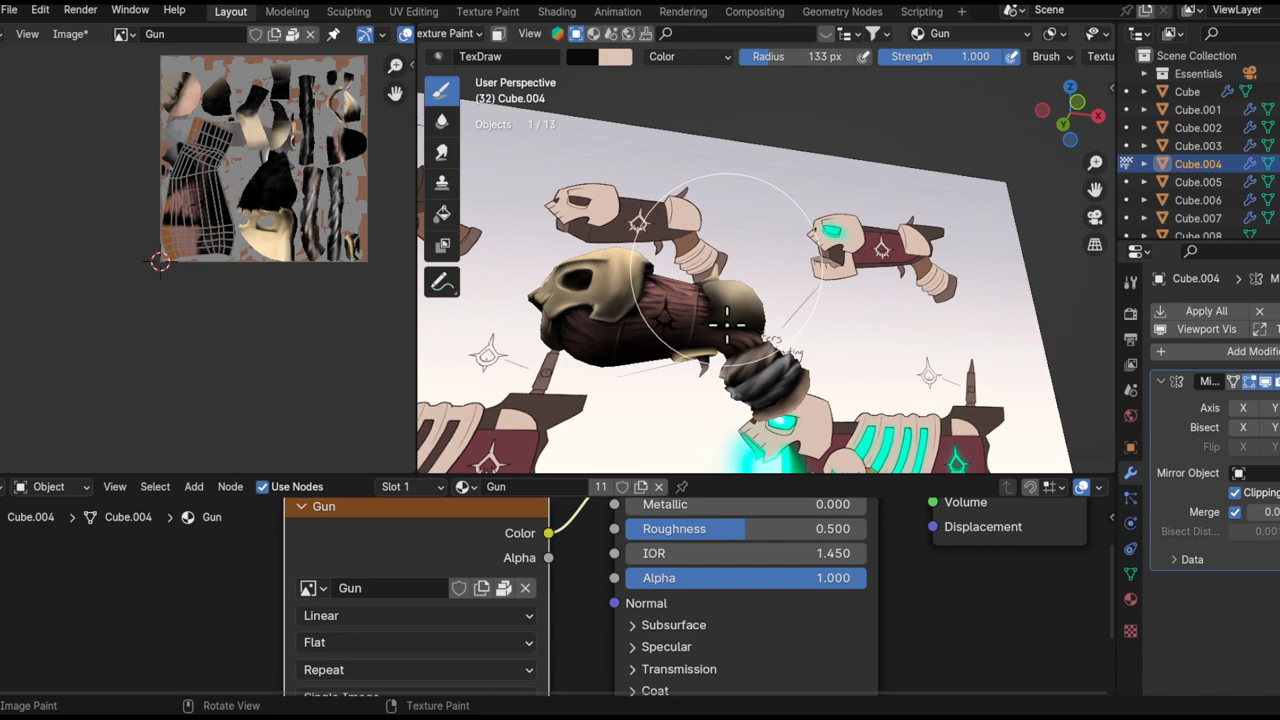 File Edit Render Window Help Layout Modeling Sculpting UV Editing Texture Paint Shading Animation Rendering Compositing Geometry Nodes Scripting Scene ViewLayer
View Image* Gun exture Paint View Gun
TexDraw Color Radius 133 px Strength 1.000 Brush Textu
User Perspective
(32) Cube.004
Objects 1 / 13
Z
Y
X
Scene Collection
Essentials
Cube
Cube.001
Cube.002
Cube.003
Cube.004
Cube.005
Cube.006
Cube.007
Cube.008
Cube.004 M
Apply All
Viewport Vis
Add Modifi
Mi...
Axis X Y
Bisect X Y
Flip X Y
Mirror Object
Clipping
Merge 0.0
Bisect Dist... 0.001
Data
Object View Select Add Node Use Nodes Slot 1 Gun 11
Cube.004 Cube.004 Gun
Gun
Color
Alpha
Gun
Linear
Flat
Repeat
Single Image
Metallic 0.000
Roughness 0.500
IOR 1.450
Alpha 1.000
Normal
Subsurface
Specular
Transmission
Coat
Volume
Displacement
Image Paint Rotate View Texture Paint